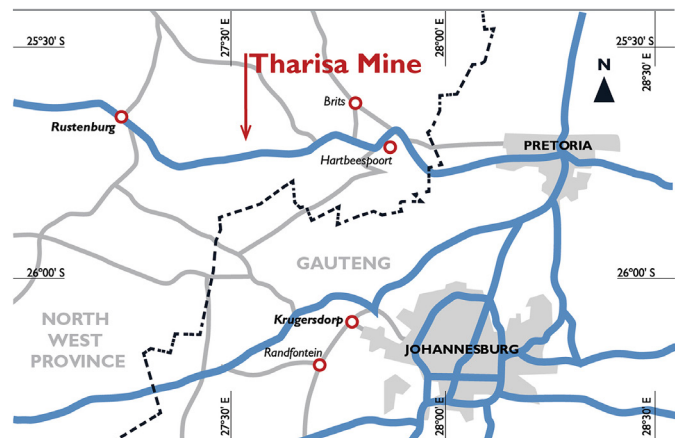 25°30' S
27°30' E
28°00' E
25°30' S
28°30' E
Tharisa Mine
N
Brits
Rustenburg
Hartbeespoort
PRETORIA
GAUTENG
26°00' S
26°00' S
NORTH
WEST
PROVINCE
Krugersdorp
Randfontein
JOHANNESBURG
27°30' E
28°00' E
28°30' E